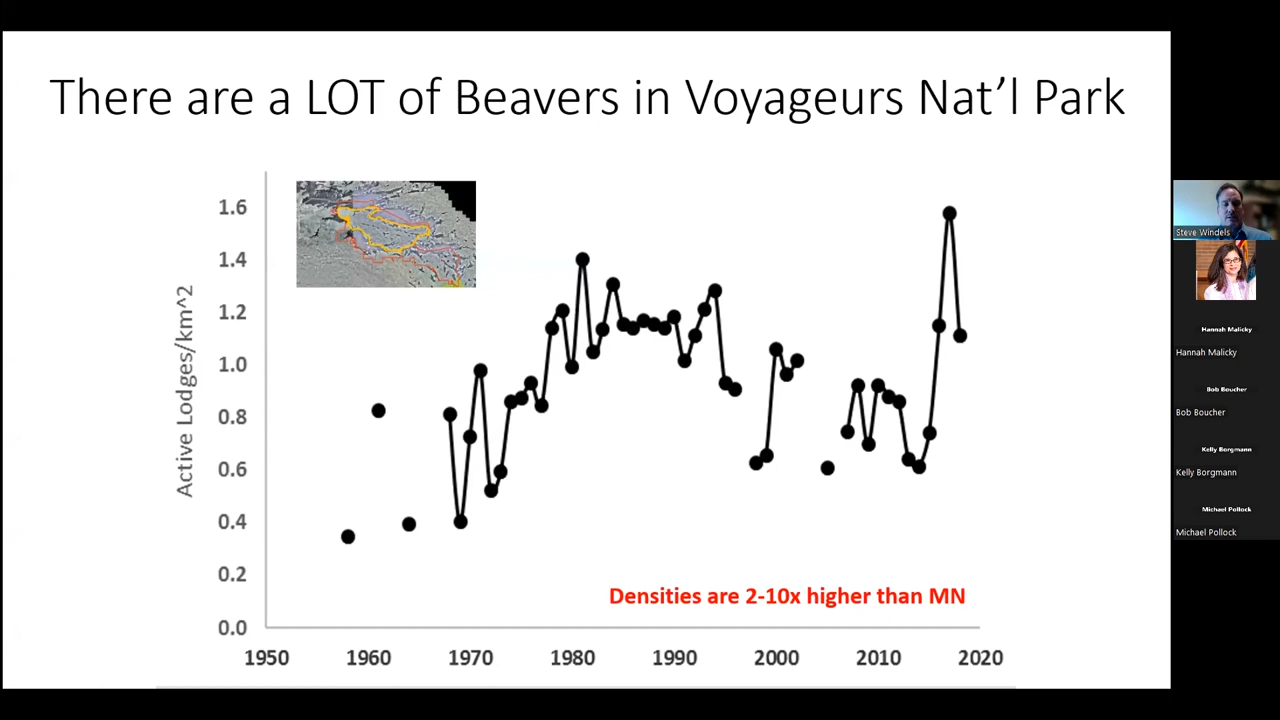 There are a LOT of Beavers in Voyageurs Nat’l Park
Active Lodges/km^2
1.6
1.4
1.2
1.0
0.8
0.6
0.4
0.2
0.0
Densities are 2-10x higher than MN
1950 1960 1970 1980 1990 2000 2010 2020
Steve Windels
Hannah Malicky
Hannah Malicky
Bob Boucher
Bob Boucher
Kelly Borgmann
Kelly Borgmann
Michael Pollock
Michael Pollock